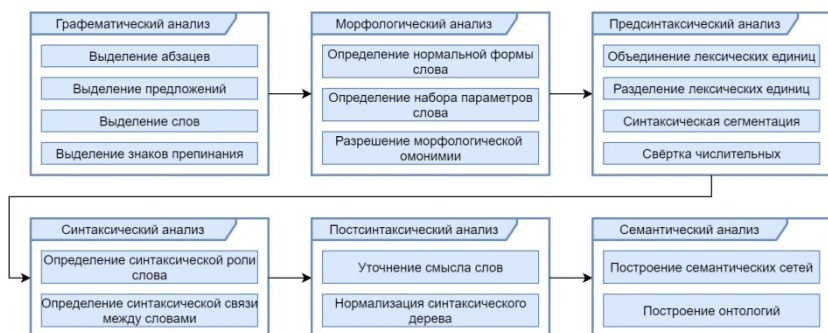 Графематический анализ
Выделение абзацев
Выделение предложений
Выделение слов
Выделение знаков препинания
Морфологический анализ
Определение нормальной формы
слова
Определение набора параметров
слова
Разрешение морфологической
омонимии
Предсинтаксический анализ
Объединение лексических единиц
Разделение лексических единиц
Синтаксическая сегментация
Свёртка числительных
Синтаксический анализ
Определение синтаксической роли
слова
Определение синтаксической связи
между словами
Постсинтаксический анализ
Уточнение смысла слов
Нормализация синтаксического
дерева
Семантический анализ
Построение семантических сетей
Построение онтологий